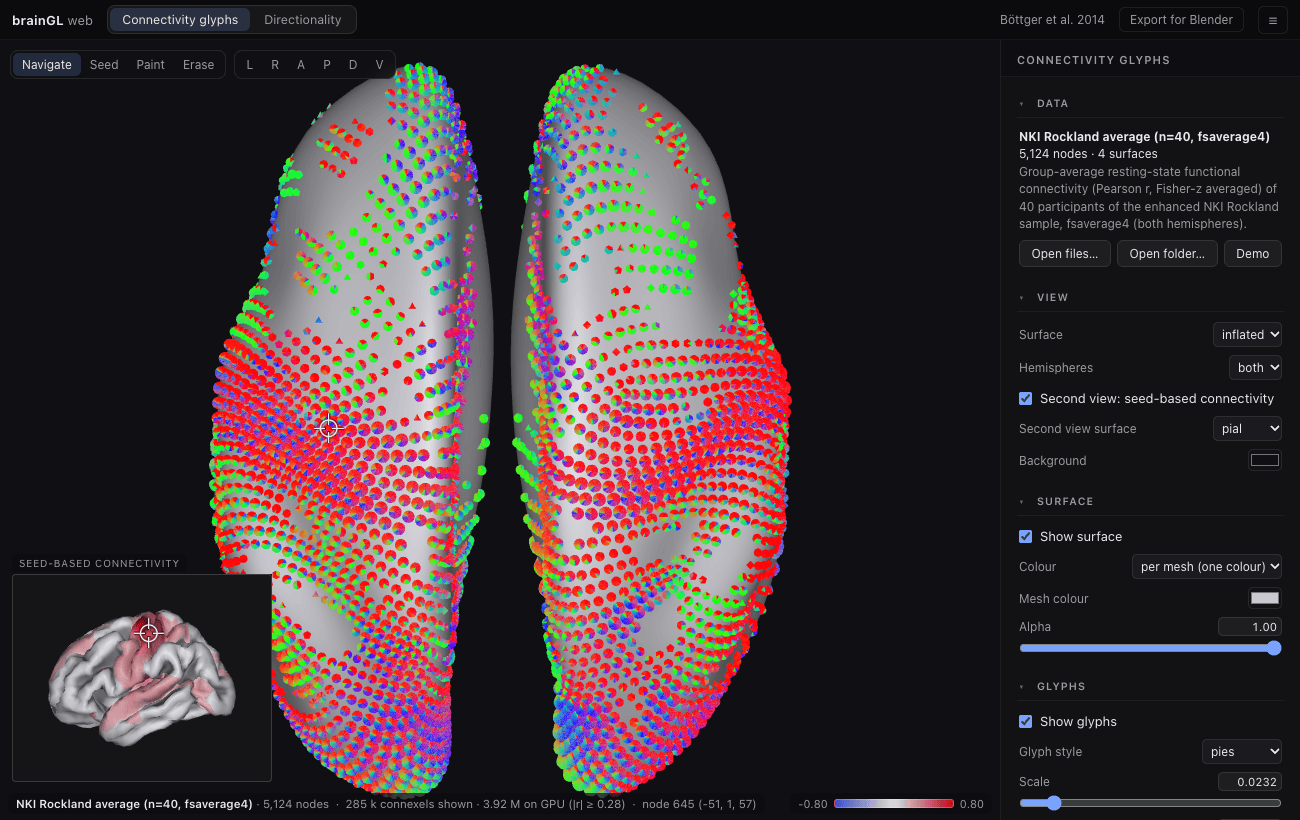 brainGL web
Connectivity glyphs
Directionality
Böttger et al. 2014
Export for Blender
≡
Navigate
Seed
Paint
Erase
L
R
A
P
D
V
CONNECTIVITY GLYPHS
DATA
NKI Rockland average (n=40, fsaverage4)
5,124 nodes · 4 surfaces
Group-average resting-state functional
connectivity (Pearson r, Fisher-z averaged) of
40 participants of the enhanced NKI Rockland
sample, fsaverage4 (both hemispheres).
Open files...
Open folder...
Demo
VIEW
Surface
inflated
Hemispheres
both
Second view: seed-based connectivity
Second view surface
pial
Background
SURFACE
Show surface
Colour
per mesh (one colour)
Mesh colour
Alpha
1.00
GLYPHS
Show glyphs
Glyph style
pies
Scale
0.0232
SEED-BASED CONNECTIVITY
NKI Rockland average (n=40, fsaverage4) · 5,124 nodes · 285 k connexels shown · 3.92 M on GPU (|r| ≥ 0.28) · node 645 (-51, 1, 57)
-0.80
0.80